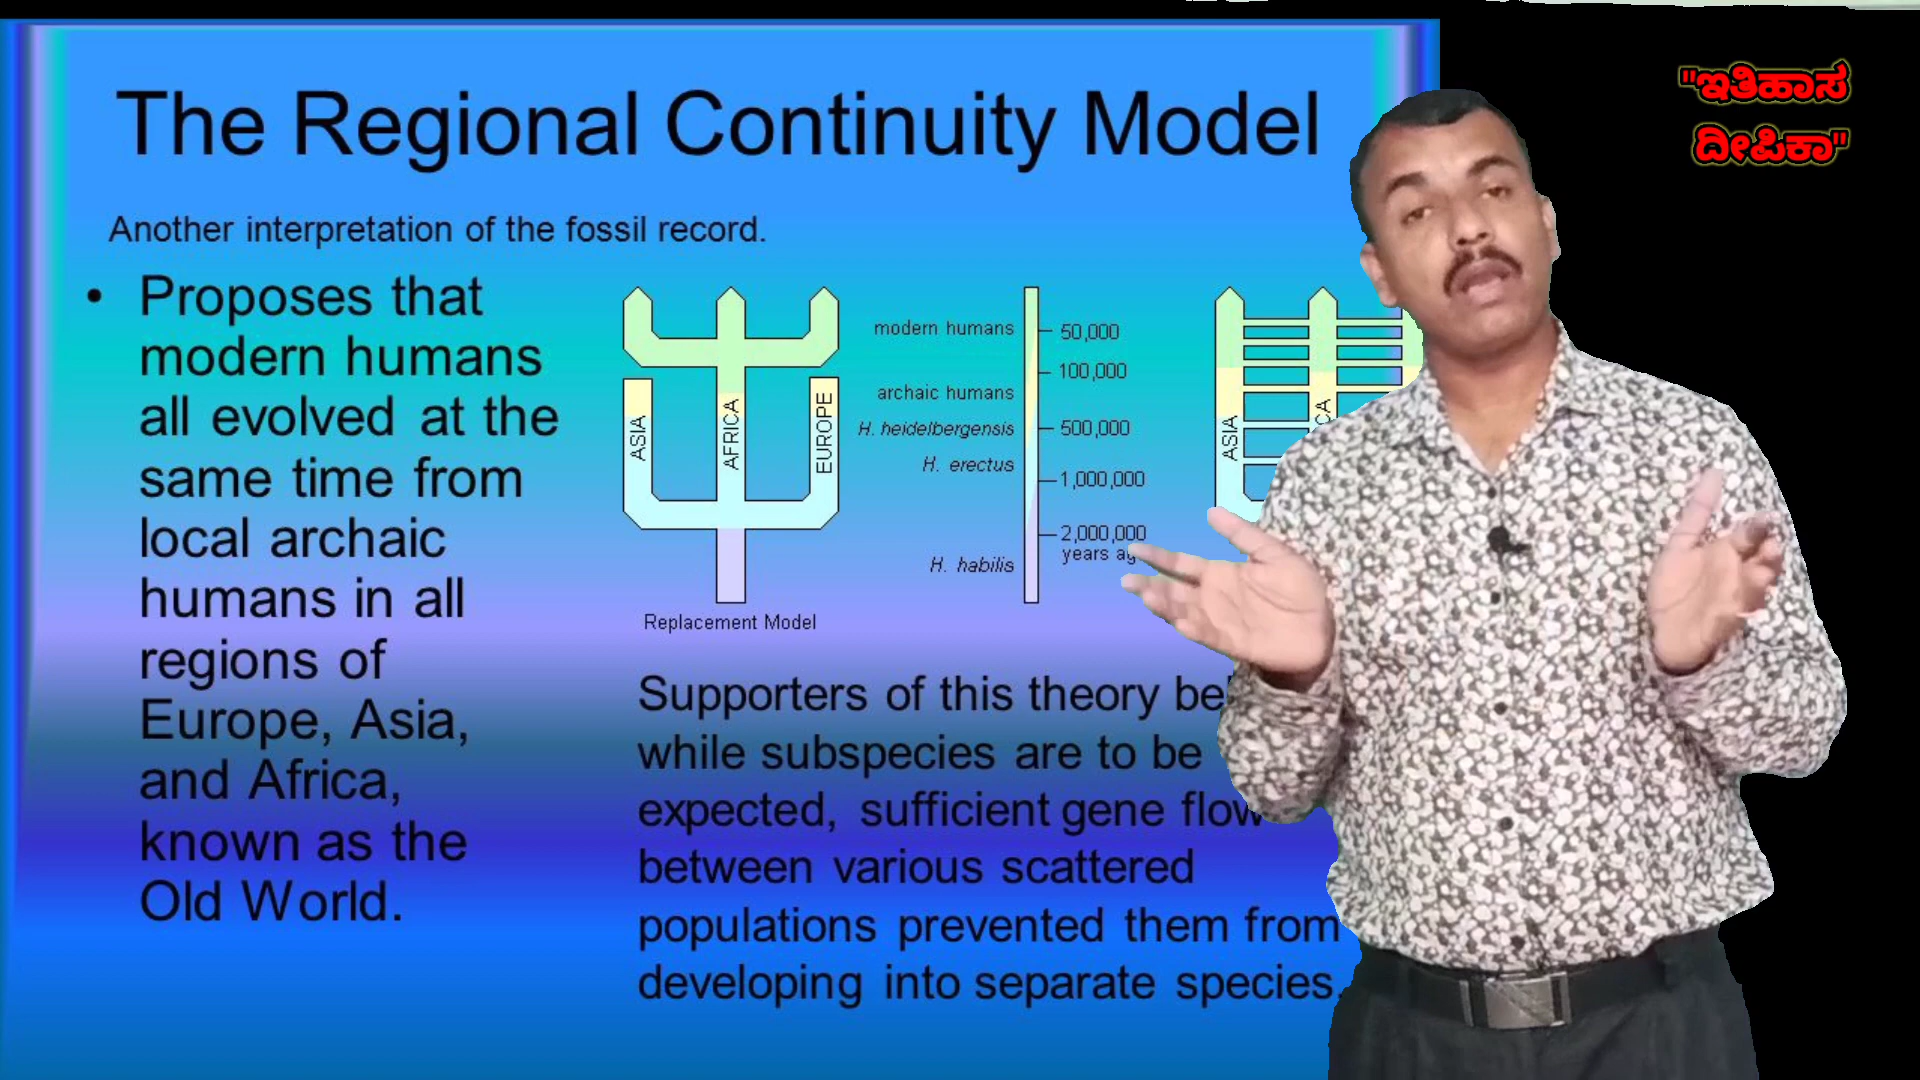 The Regional Continuity Model
"ಇತಿಹಾಸ
ದೀಪಿಕಾ"
Another interpretation of the fossil record.
• Proposes that
modern humans
all evolved at the
same time from
local archaic
humans in all
regions of
Europe, Asia,
and Africa,
known as the
Old World.
ASIA
AFRICA
EUROPE
Replacement Model
modern humans
archaic humans
H. heidelbergensis
H. erectus
H. habilis
50,000
100,000
500,000
1,000,000
2,000,000
years
ASIA
Supporters of this theory
while subspecies are to be
expected, sufficient gene flow
between various scattered
populations prevented them from
developing into separate species.